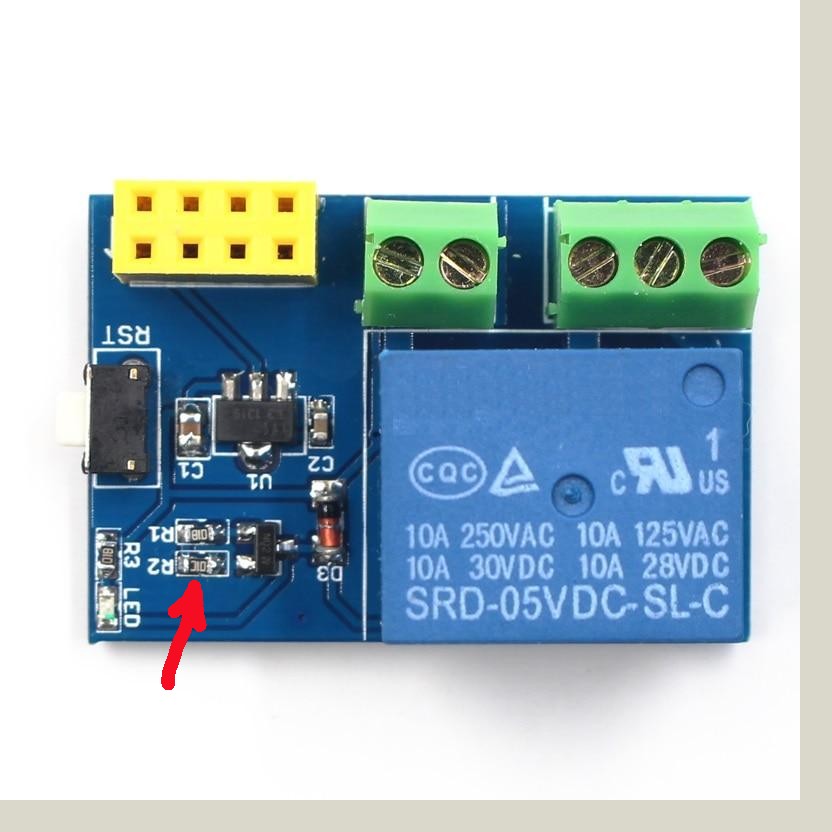 RST
C1
U1
C2
R1
R2
R3
LED
D3
CQC
C US
1
10A 250VAC 10A 125VAC
10A 30VDC 10A 28VDC
SRD-05VDC-SL-C